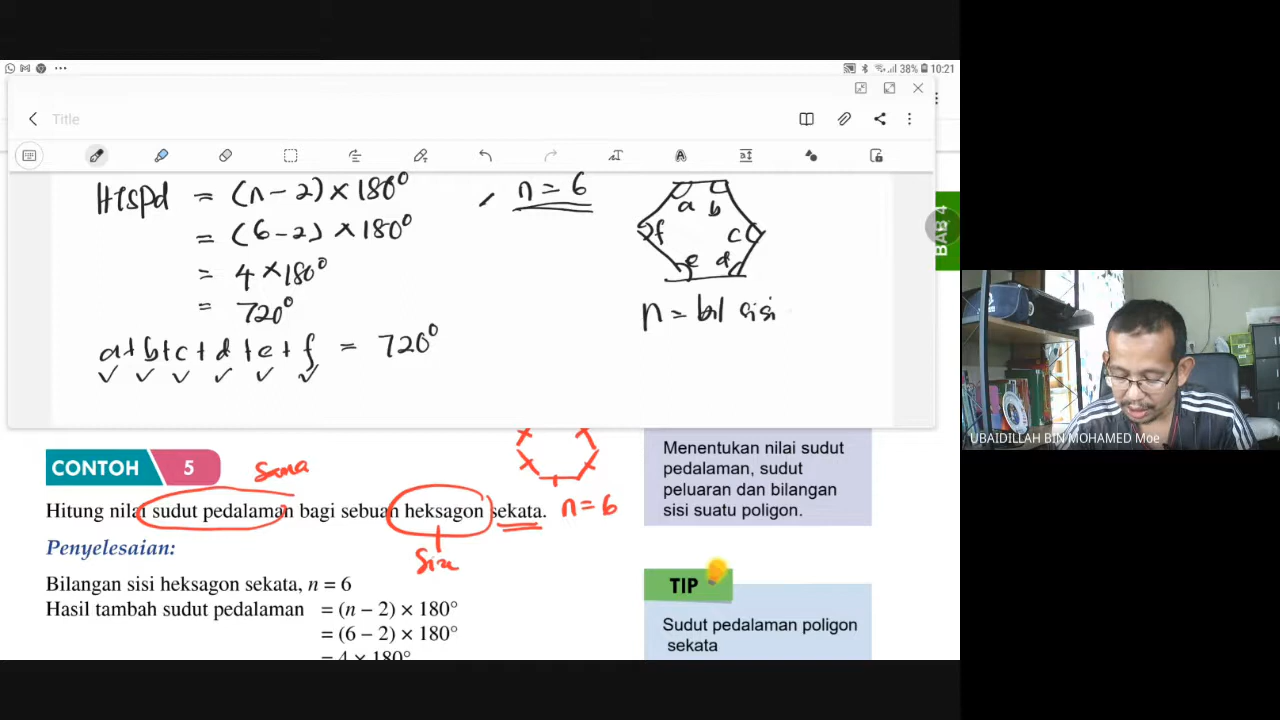 38% 10:21
Title
HTSPd = (n-2) × 180° , n = 6
= (6-2) × 180°
= 4 × 180°
= 720°
a+b+c+d+e+f = 720°
a b
f c
e d
n = bil sisi
BAB 4
CONTOH 5
sama
Hitung nilai sudut pedalaman bagi sebuah heksagon sekata. n = 6
Six
Penyelesaian:
Bilangan sisi heksagon sekata, n = 6
Hasil tambah sudut pedalaman = (n – 2) × 180°
= (6 – 2) × 180°
= 4 × 180°
Menentukan nilai sudut
pedalaman, sudut
peluaran dan bilangan
sisi suatu poligon.
TIP
Sudut pedalaman poligon
sekata
UBAIDILLAH BIN MOHAMED Moe